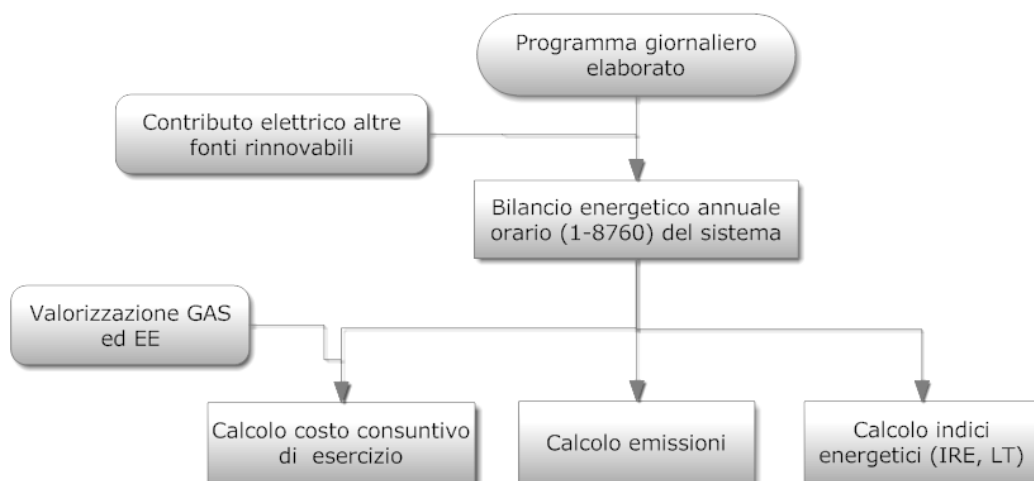 Programma giornaliero
elaborato
Contributo elettrico altre
fonti rinnovabili
Bilancio energetico annuale
orario (1-8760) del sistema
Valorizzazione GAS
ed EE
Calcolo costo consuntivo
di esercizio
Calcolo emissioni
Calcolo indici
energetici (IRE, LT)